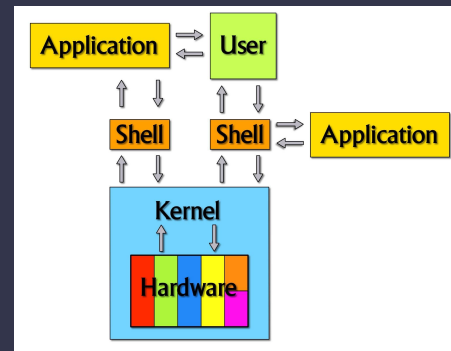 Application
User
Shell
Shell
Application
Kernel
Hardware